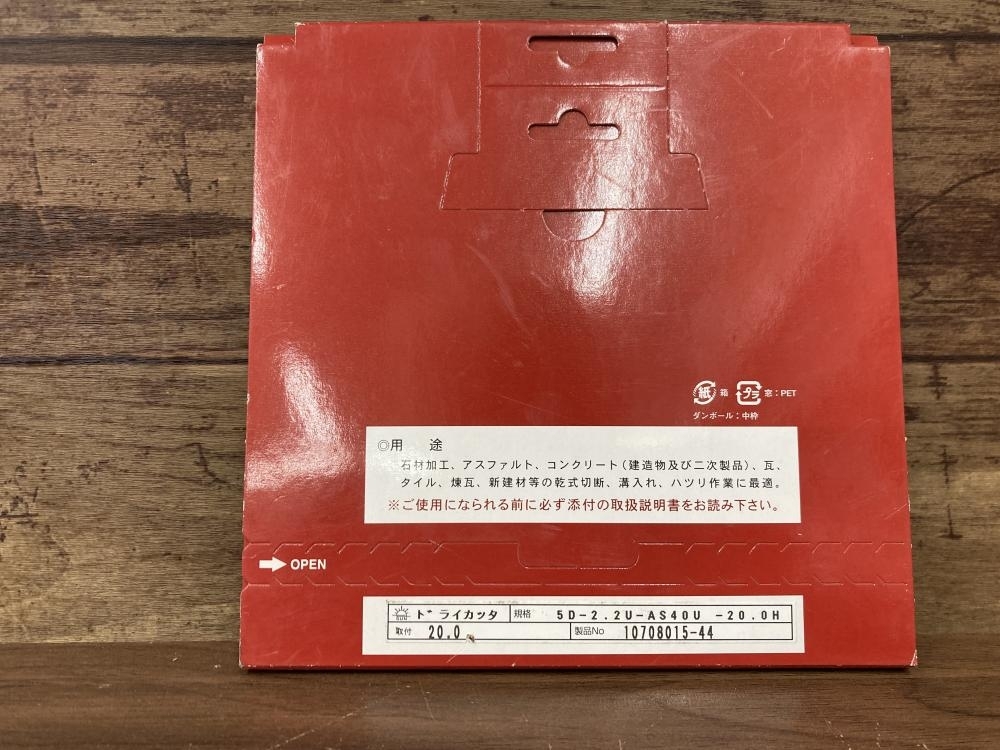 紙 箱 プラ 窓：PET
ダンボール：中枠
◎用 途
石材加工、アスファルト、コンクリート（建造物及び二次製品）、瓦、
タイル、煉瓦、新建材等の乾式切断、溝入れ、ハツリ作業に最適。
※ご使用になられる前に必ず添付の取扱説明書をお読み下さい。
OPEN
SUN ドライカッタ 規格 5D-2.2U-AS40U -20.0H
取付 20.0 製品No 10708015-44